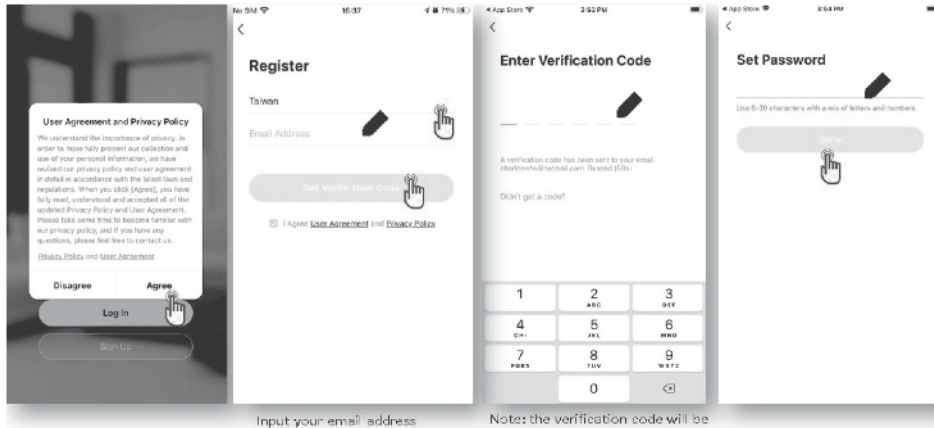 User Agreement and Privacy Policy
We understand the importance of privacy. In
order to more fully present our collection and
use of your personal information, we have
revised our privacy policy and user agreement
in detail in accordance with the latest laws and
regulations. When you click [Agree], you have
fully read, understood and accepted all of the
updated Privacy Policy and User Agreement.
Please take some time to become familiar with
our privacy policy, and if you have any
questions, please feel free to contact us.
Privacy Policy and User Agreement
Disagree Agree
Log In
Sign Up
No SIM 16:37 71%
Register
Taiwan
Email Address
Get Verification Code
I Agree User Agreement and Privacy Policy
Input your email address
App Store 3:53 PM
Enter Verification Code
A verification code has been sent to your email
Resend (58s)
Didn't get a code?
1 2 3
ABC DEF
4 5 6
GHI JKL MNO
7 8 9
PQRS TUV WXYZ
0
Note: the verification code will be
App Store 3:54 PM
Set Password
Use 6-20 characters with a mix of letters and numbers
Done